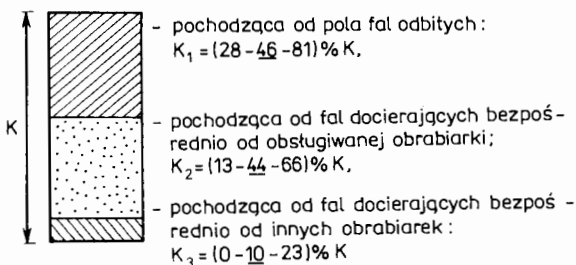 - pochodząca od pola fal odbitych:
K₁=(28-46-81)% K,
K
- pochodząca od fal docierających bezpoś-
rednio od obsługiwanej obrabiarki;
K₂=(13-44-66)% K,
- pochodząca od fal docierających bezpoś-
rednio od innych obrabiarek:
K₃=(0-10-23)% K